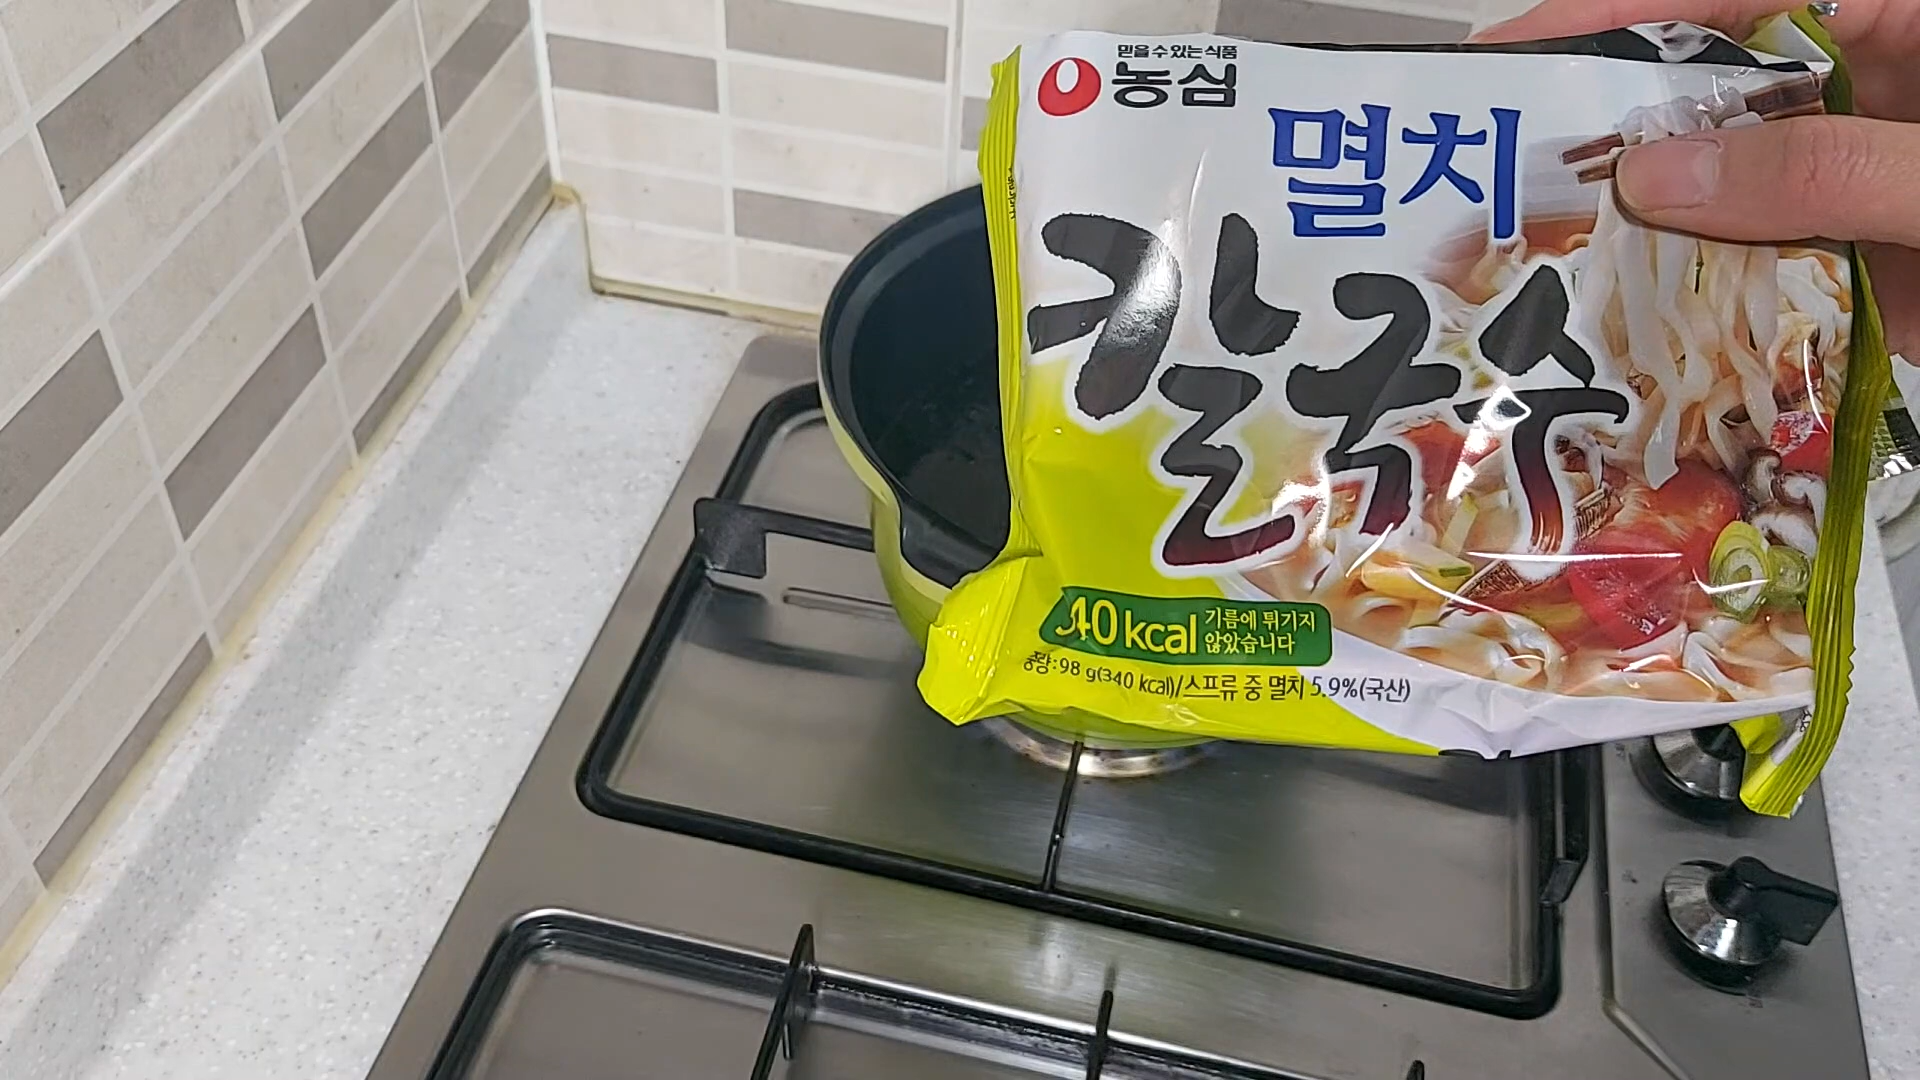 믿을 수 있는 식품
농심
멸치
칼국수
340 kcal 기름에 튀기지
않았습니다
중량:98 g(340 kcal)/스프류 중 멸치 5.9%(국산)